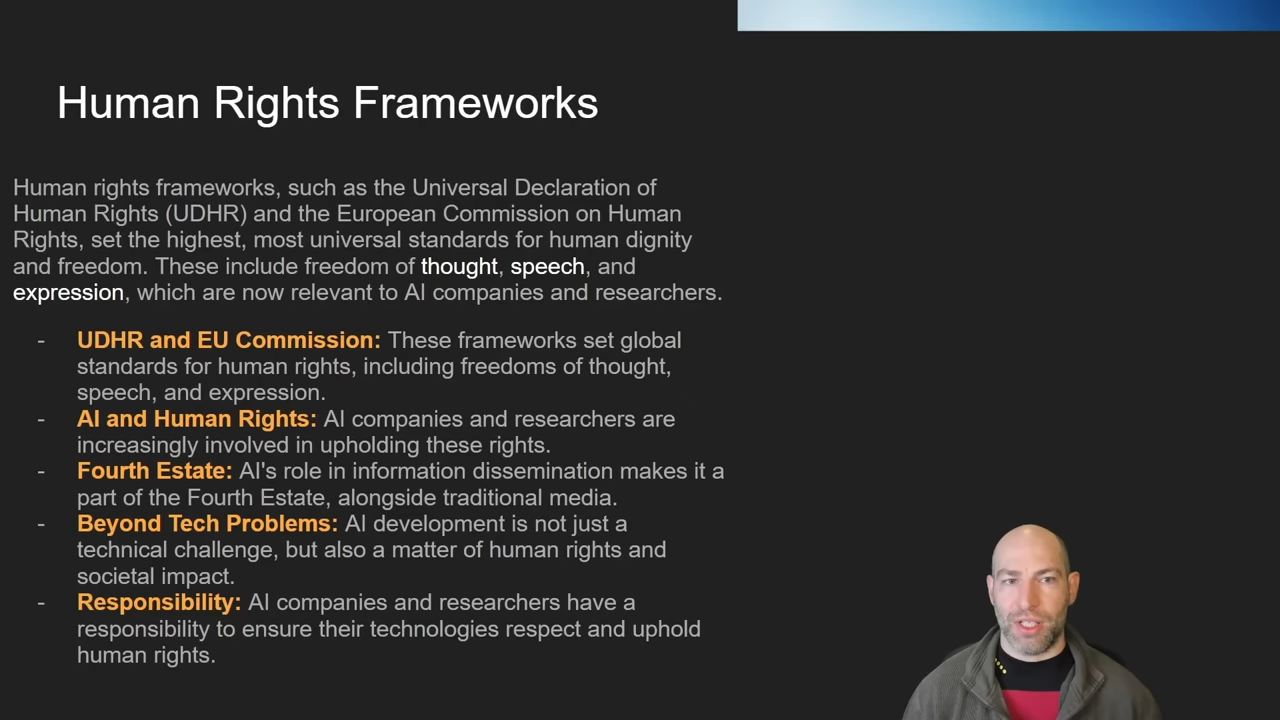 Human Rights Frameworks
Human rights frameworks, such as the Universal Declaration of
Human Rights (UDHR) and the European Commission on Human
Rights, set the highest, most universal standards for human dignity
and freedom. These include freedom of thought, speech, and
expression, which are now relevant to AI companies and researchers.
- UDHR and EU Commission: These frameworks set global
standards for human rights, including freedoms of thought,
speech, and expression.
- AI and Human Rights: AI companies and researchers are
increasingly involved in upholding these rights.
- Fourth Estate: AI's role in information dissemination makes it a
part of the Fourth Estate, alongside traditional media.
- Beyond Tech Problems: AI development is not just a
technical challenge, but also a matter of human rights and
societal impact.
- Responsibility: AI companies and researchers have a
responsibility to ensure their technologies respect and uphold
human rights.